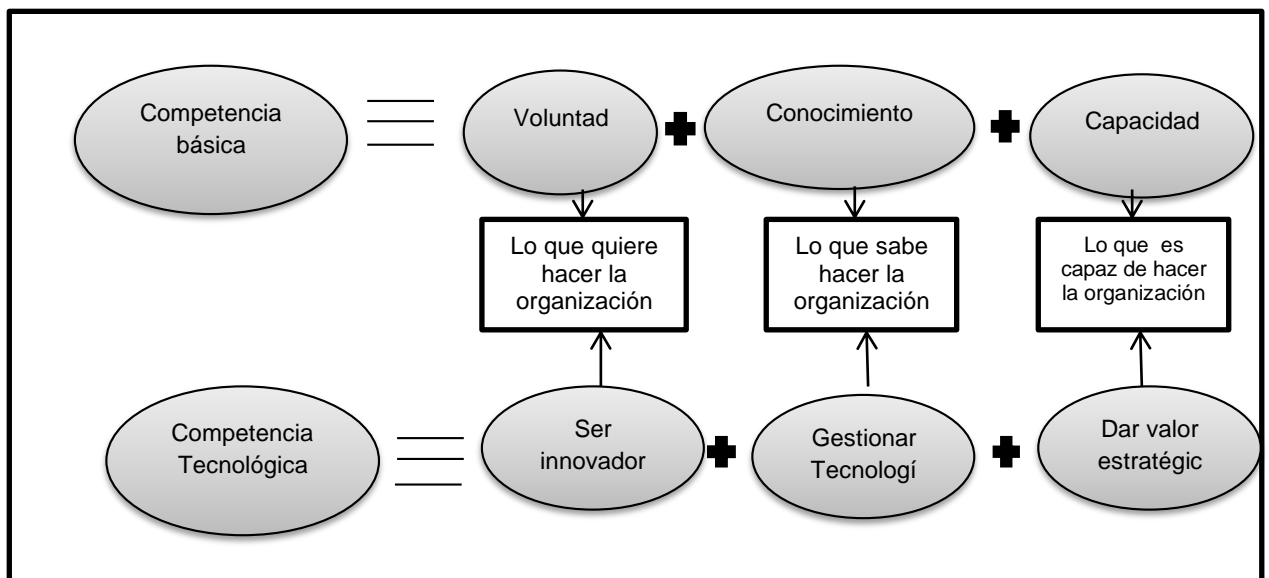 Competencia
básica
Voluntad
Conocimiento
Capacidad
Lo que quiere
hacer la
organización
Lo que sabe
hacer la
organización
Lo que es
capaz de hacer
la organización
Competencia
Tecnológica
Ser
innovador
Gestionar
Tecnologí
Dar valor
estratégic